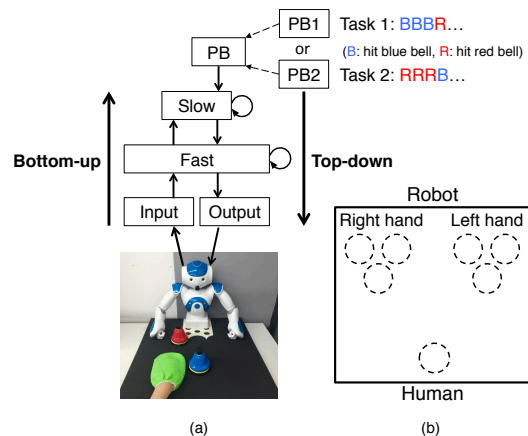 PB1
Task 1: BBBR...
PB
or
(B: hit blue bell, R: hit red bell)
PB2
Task 2: RRRB...
Slow
Bottom-up
Fast
Top-down
Input
Output
Robot
Right hand
Left hand
Human
(a)
(b)